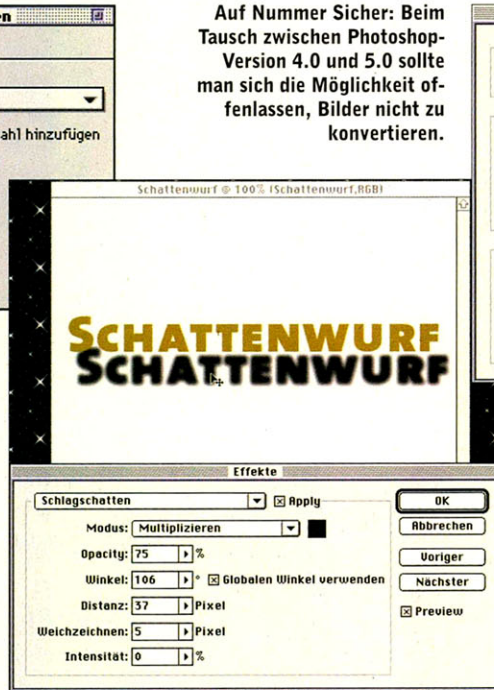 Auf Nummer Sicher: Beim
Tausch zwischen Photoshop-
Version 4.0 und 5.0 sollte
man sich die Möglichkeit of-
fenlassen, Bilder nicht zu
konvertieren.
hinzufügen
Schattenwurf @ 100% (Schattenwurf,RGB)
SCHATTENWURF
SCHATTENWURF
Effekte
Schlagschatten Apply
OK
Modus: Multiplizieren
Abbrechen
Opacity: 75 %
Voriger
Winkel: 106 ° Globalen Winkel verwenden
Nächster
Distanz: 37 Pixel
Preview
Weichzeichnen: 5 Pixel
Intensität: 0 %